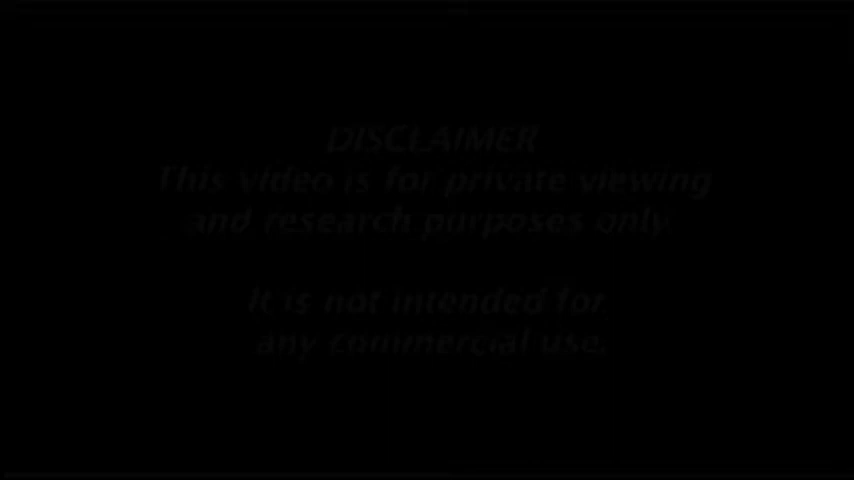 DISCLAIMER
This video is for private viewing
and research purposes only
It is not intended for
any commercial use.